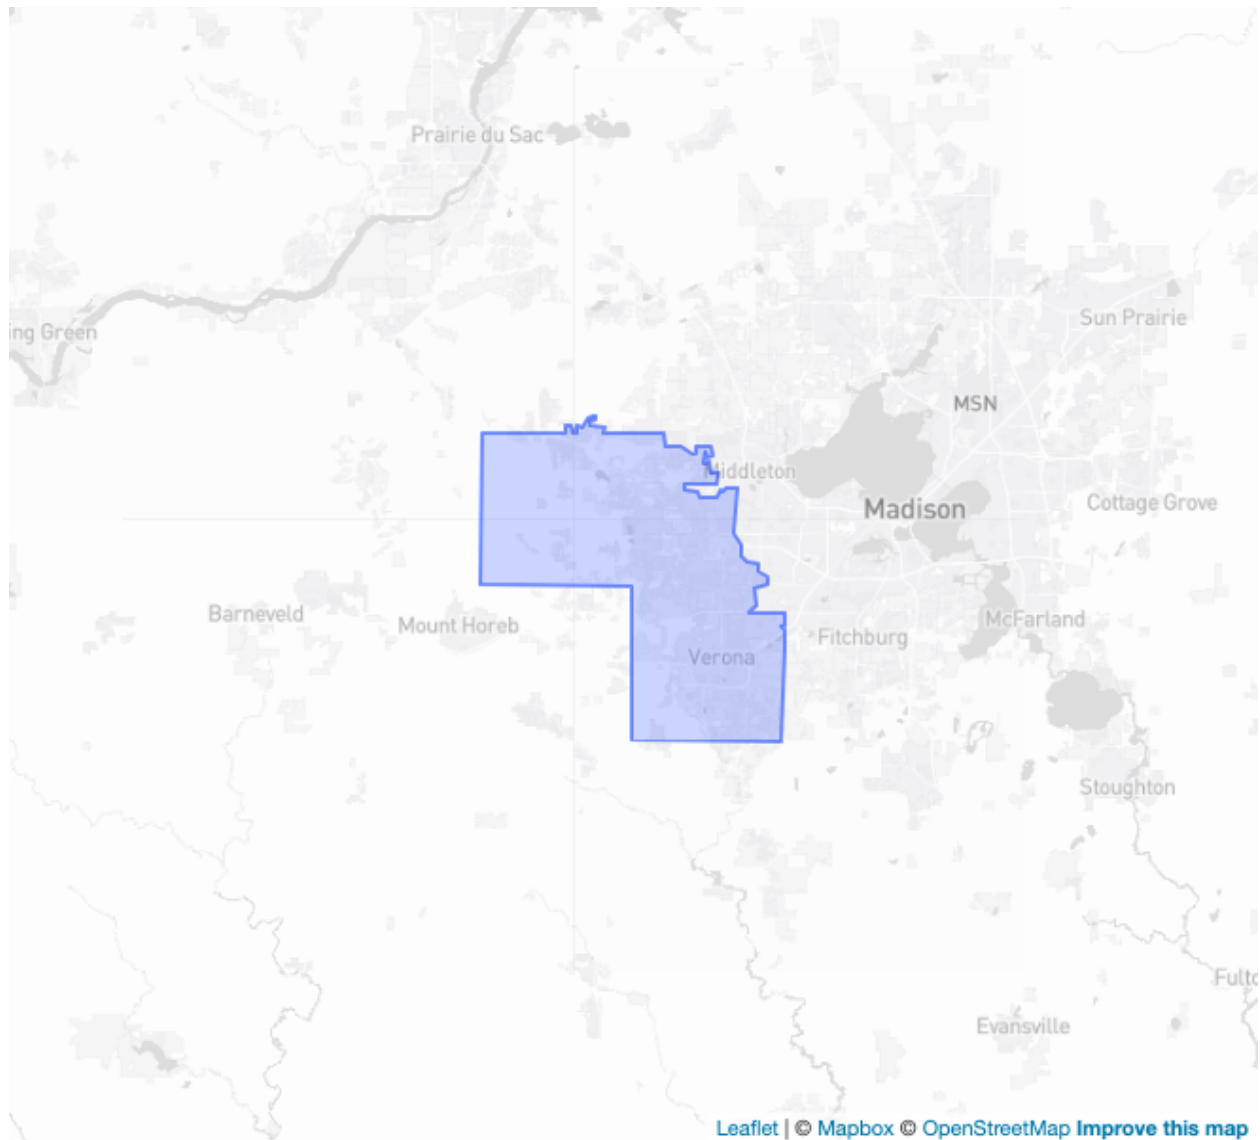 Prairie du Sac
ing Green
Sun Prairie
MSN
Middleton
Madison
Cottage Grove
Barneveld
Mount Horeb
McFarland
Fitchburg
Verona
Stoughton
Fulto
Evansville
Leaflet | © Mapbox © OpenStreetMap Improve this map